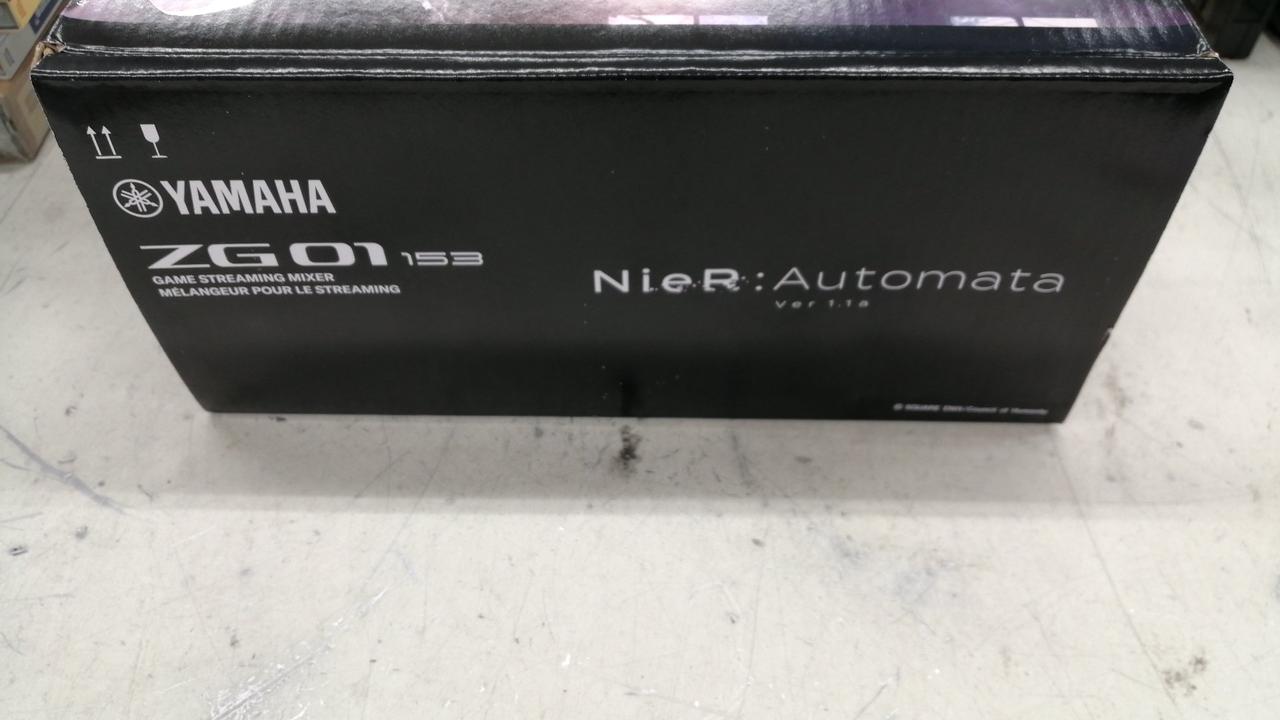 YAMAHA
ZG01 153
GAME STREAMING MIXER
MÉLANGEUR POUR LE STREAMING
NieR:Automata
Ver 1.1a